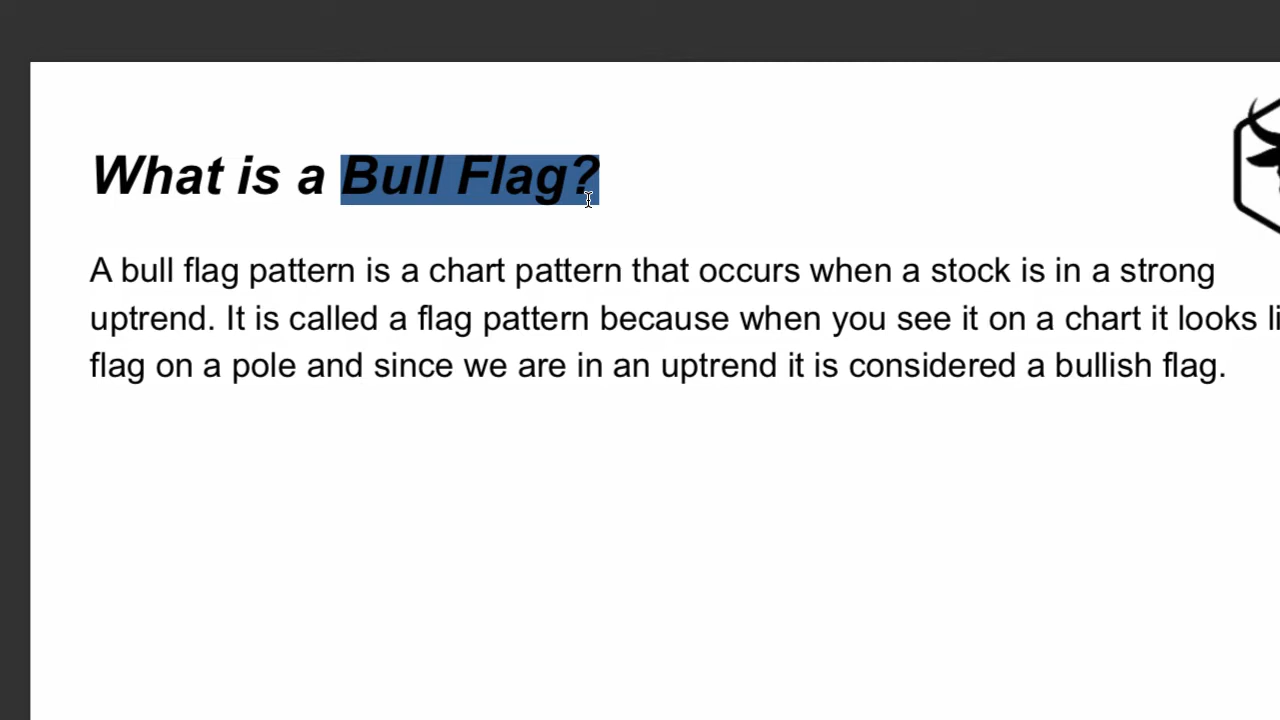 What is a Bull Flag?
A bull flag pattern is a chart pattern that occurs when a stock is in a strong
uptrend. It is called a flag pattern because when you see it on a chart it looks
flag on a pole and since we are in an uptrend it is considered a bullish flag.